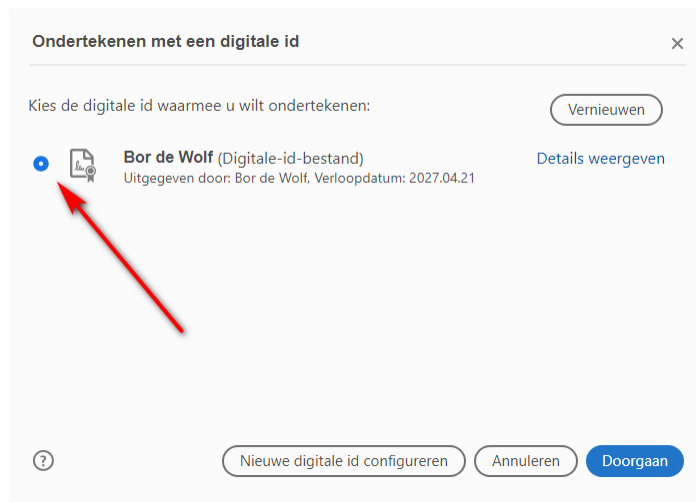 Ondertekenen met een digitale id
Kies de digitale id waarmee u wilt ondertekenen:
Vernieuwen
Bor de Wolf (Digitale-id-bestand)
Details weergeven
Uitgegeven door: Bor de Wolf, Verloopdatum: 2027.04.21
?
Nieuwe digitale id configureren
Annuleren
Doorgaan